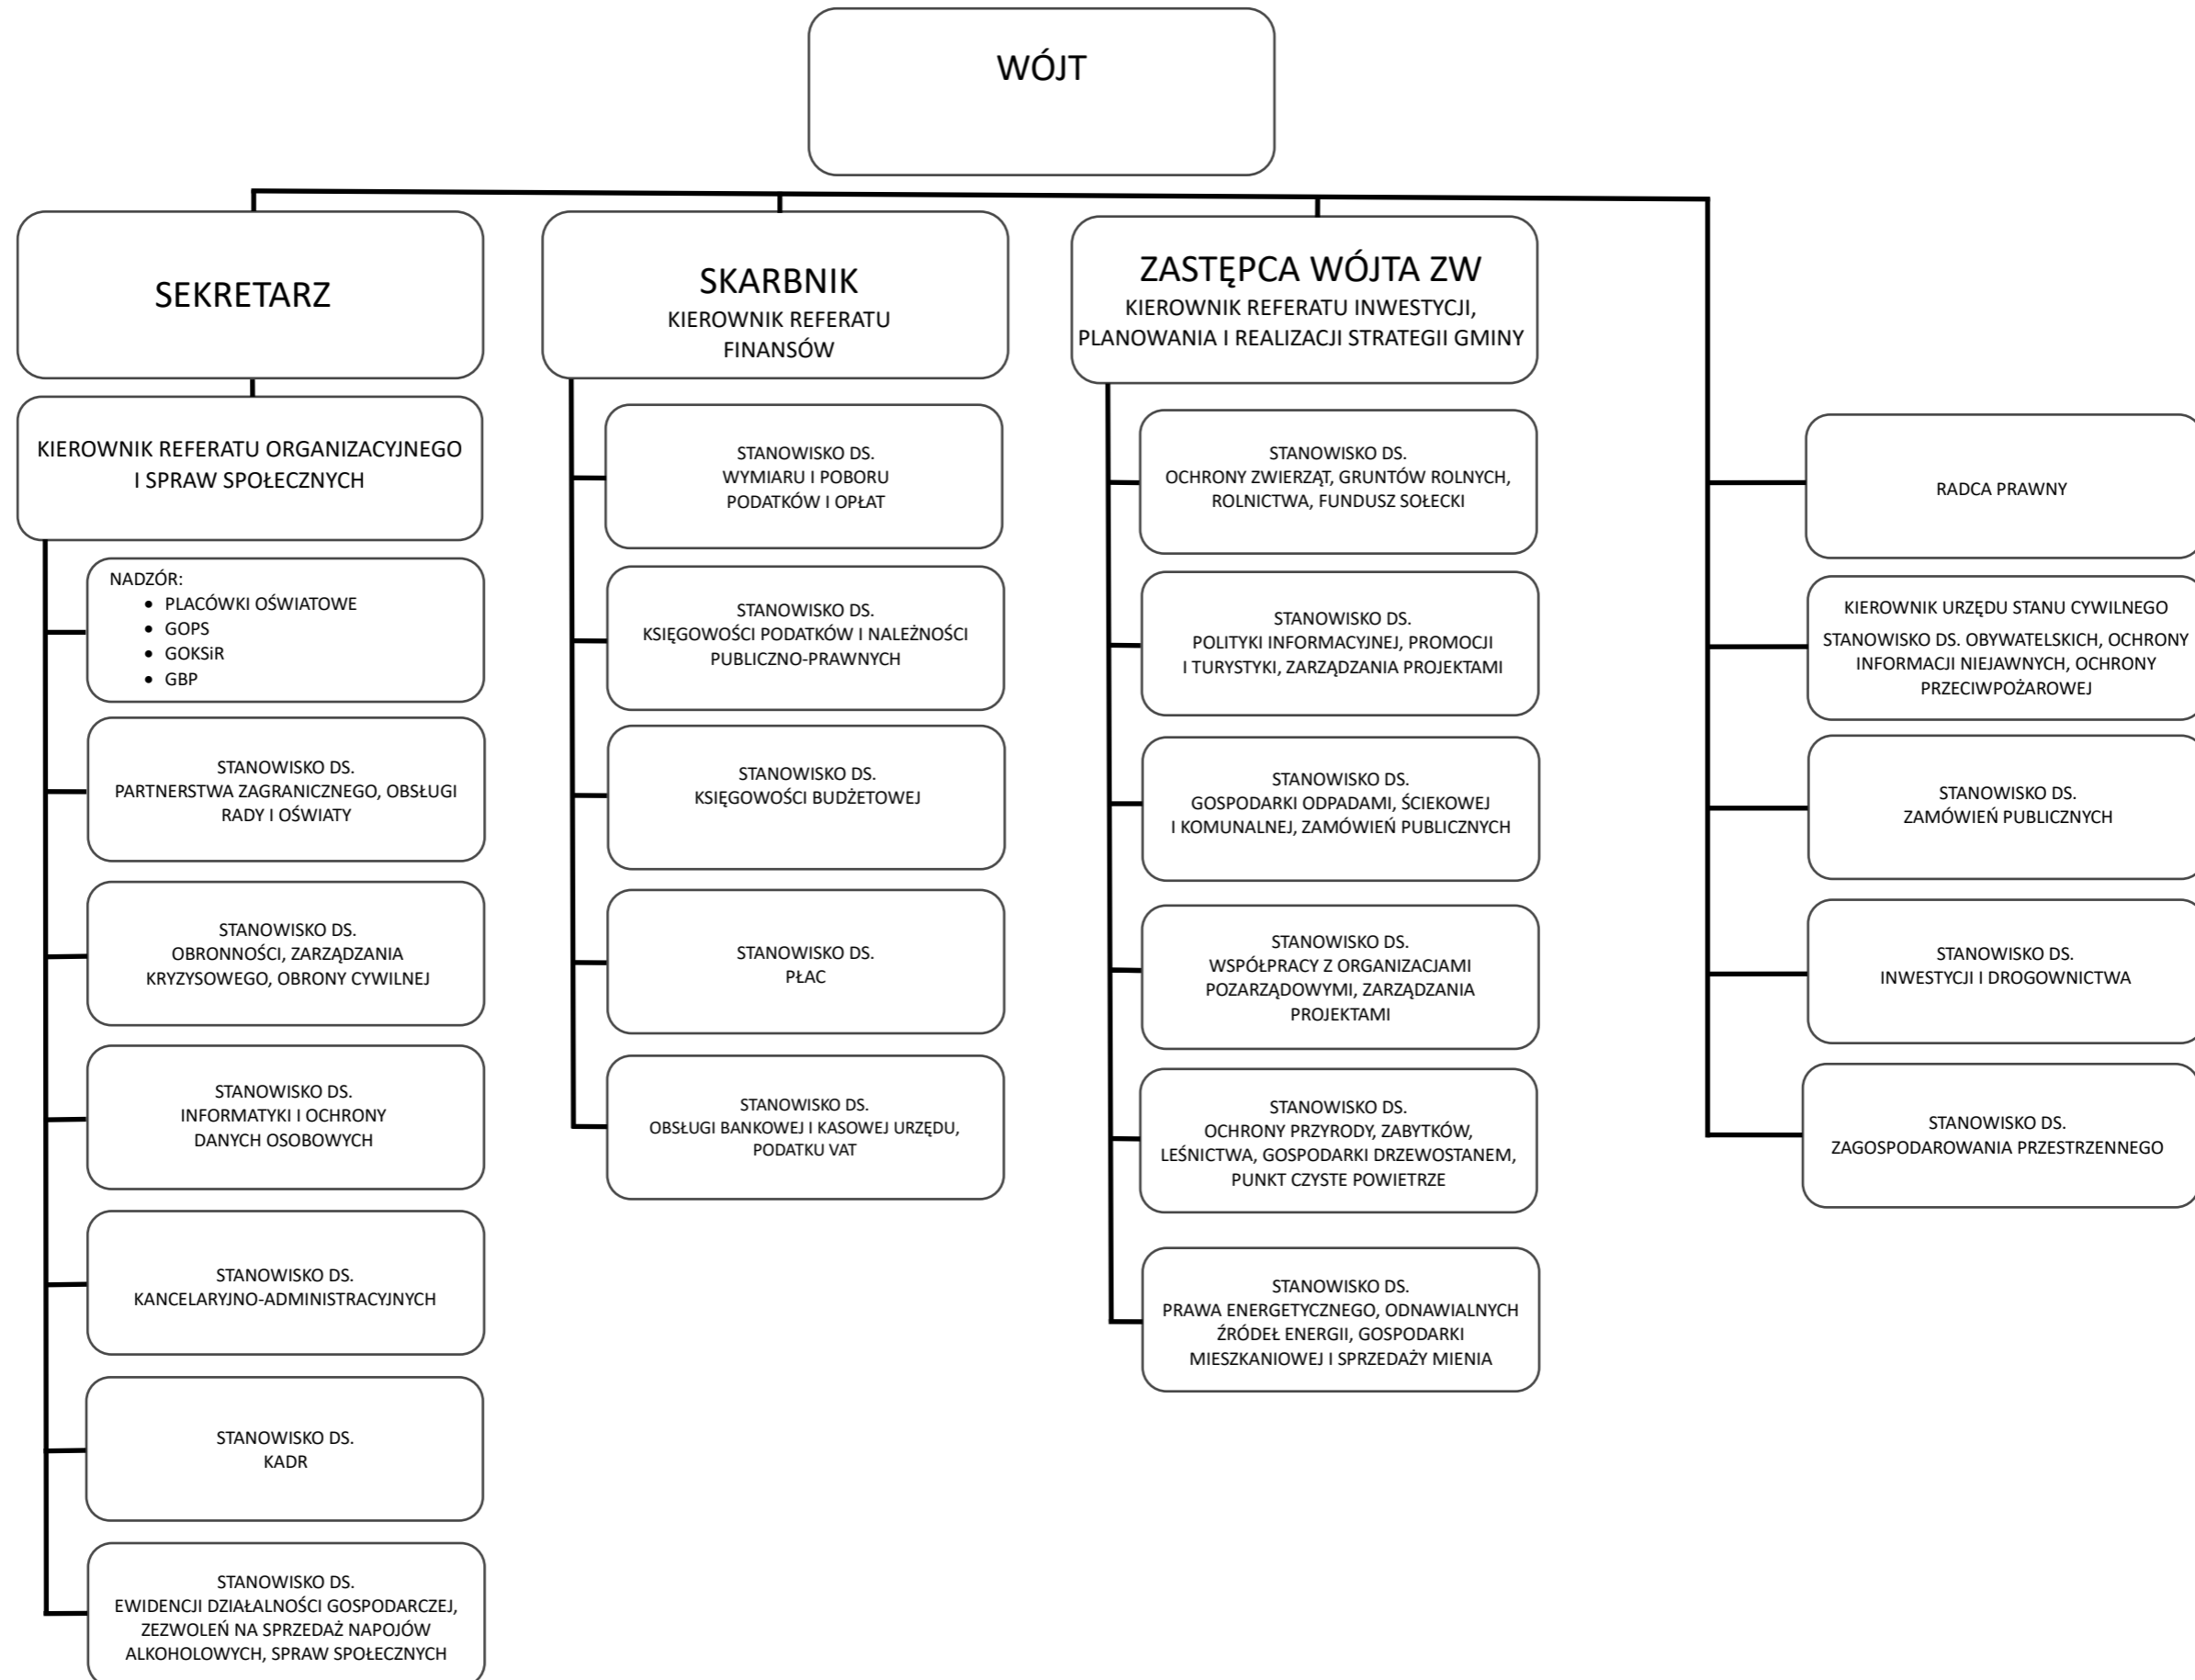 WÓJT
SEKRETARZ
KIEROWNIK REFERATU ORGANIZACYJNEGO
I SPRAW SPOŁECZNYCH
NADZÓR:
• PLACÓWKI OŚWIATOWE
• GOPS
• GOKSiR
• GBP
STANOWISKO DS.
PARTNERSTWA ZAGRANICZNEGO, OBSŁUGI
RADY I OŚWIATY
STANOWISKO DS.
OBRONNOŚCI, ZARZĄDZANIA
KRYZYSOWEGO, OBRONY CYWILNEJ
STANOWISKO DS.
INFORMATYKI I OCHRONY
DANYCH OSOBOWYCH
STANOWISKO DS.
KANCELARYJNO-ADMINISTRACYJNYCH
STANOWISKO DS.
KADR
STANOWISKO DS.
EWIDENCJI DZIAŁALNOŚCI GOSPODARCZEJ,
ZEZWOLEŃ NA SPRZEDAŻ NAPOJÓW
ALKOHOLOWYCH, SPRAW SPOŁECZNYCH
SKARBNIK
KIEROWNIK REFERATU
FINANSÓW
STANOWISKO DS.
WYMIARU I POBORU
PODATKÓW I OPŁAT
STANOWISKO DS.
KSIĘGOWOŚCI PODATKÓW I NALEŻNOŚCI
PUBLICZNO-PRAWNYCH
STANOWISKO DS.
KSIĘGOWOŚCI BUDŻETOWEJ
STANOWISKO DS.
PŁAC
STANOWISKO DS.
OBSŁUGI BANKOWEJ I KASOWEJ URZĘDU,
PODATKU VAT
ZASTĘPCA WÓJTA ZW
KIEROWNIK REFERATU INWESTYCJI,
PLANOWANIA I REALIZACJI STRATEGII GMINY
STANOWISKO DS.
OCHRONY ZWIERZĄT, GRUNTÓW ROLNYCH,
ROLNICTWA, FUNDUSZ SOŁECKI
STANOWISKO DS.
POLITYKI INFORMACYJNEJ, PROMOCJI
I TURYSTYKI, ZARZĄDZANIA PROJEKTAMI
STANOWISKO DS.
GOSPODARKI ODPADAMI, ŚCIEKOWEJ
I KOMUNALNEJ, ZAMÓWIEŃ PUBLICZNYCH
STANOWISKO DS.
WSPÓŁPRACY Z ORGANIZACJAMI
POZARZĄDOWYMI, ZARZĄDZANIA
PROJEKTAMI
STANOWISKO DS.
OCHRONY PRZYRODY, ZABYTKÓW,
LEŚNICTWA, GOSPODARKI DRZEWOSTANEM,
PUNKT CZYSTE POWIETRZE
STANOWISKO DS.
PRAWA ENERGETYCZNEGO, ODNAWIALNYCH
ŹRÓDEŁ ENERGII, GOSPODARKI
MIESZKANIOWEJ I SPRZEDAŻY MIENIA
RADCA PRAWNY
KIEROWNIK URZĘDU STANU CYWILNEGO
STANOWISKO DS. OBYWATELSKICH, OCHRONY
INFORMACJI NIEJAWNYCH, OCHRONY
PRZECIWPOŻAROWEJ
STANOWISKO DS.
ZAMÓWIEŃ PUBLICZNYCH
STANOWISKO DS.
INWESTYCJI I DROGOWNICTWA
STANOWISKO DS.
ZAGOSPODAROWANIA PRZESTRZENNEGO